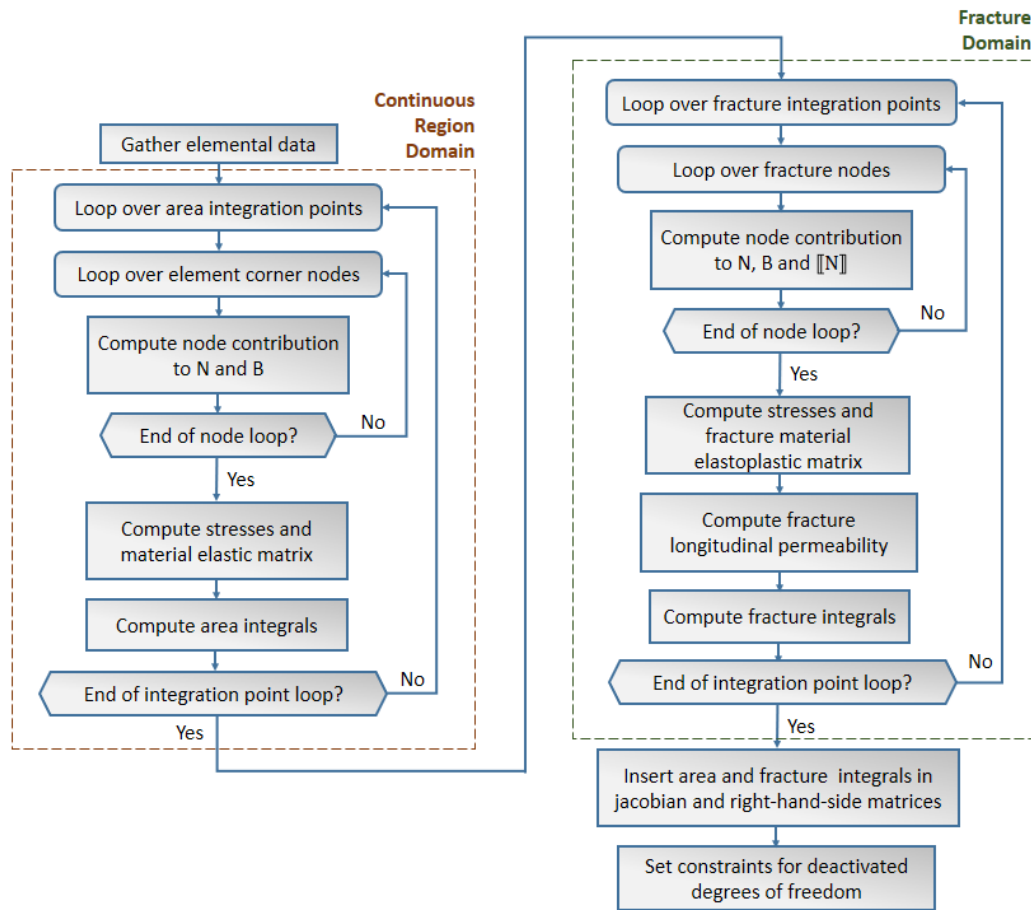 Continuous
Region
Domain
Gather elemental data
Loop over area integration points
Loop over element corner nodes
Compute node contribution
to N and B
End of node loop?
No
Yes
Compute stresses and
material elastic matrix
Compute area integrals
End of integration point loop?
No
Yes
Fracture
Domain
Loop over fracture integration points
Loop over fracture nodes
Compute node contribution
to N, B and ⟦N⟧
End of node loop?
No
Yes
Compute stresses and
fracture material
elastoplastic matrix
Compute fracture
longitudinal permeability
Compute fracture integrals
End of integration point loop?
No
Yes
Insert area and fracture integrals in
jacobian and right-hand-side matrices
Set constraints for deactivated
degrees of freedom